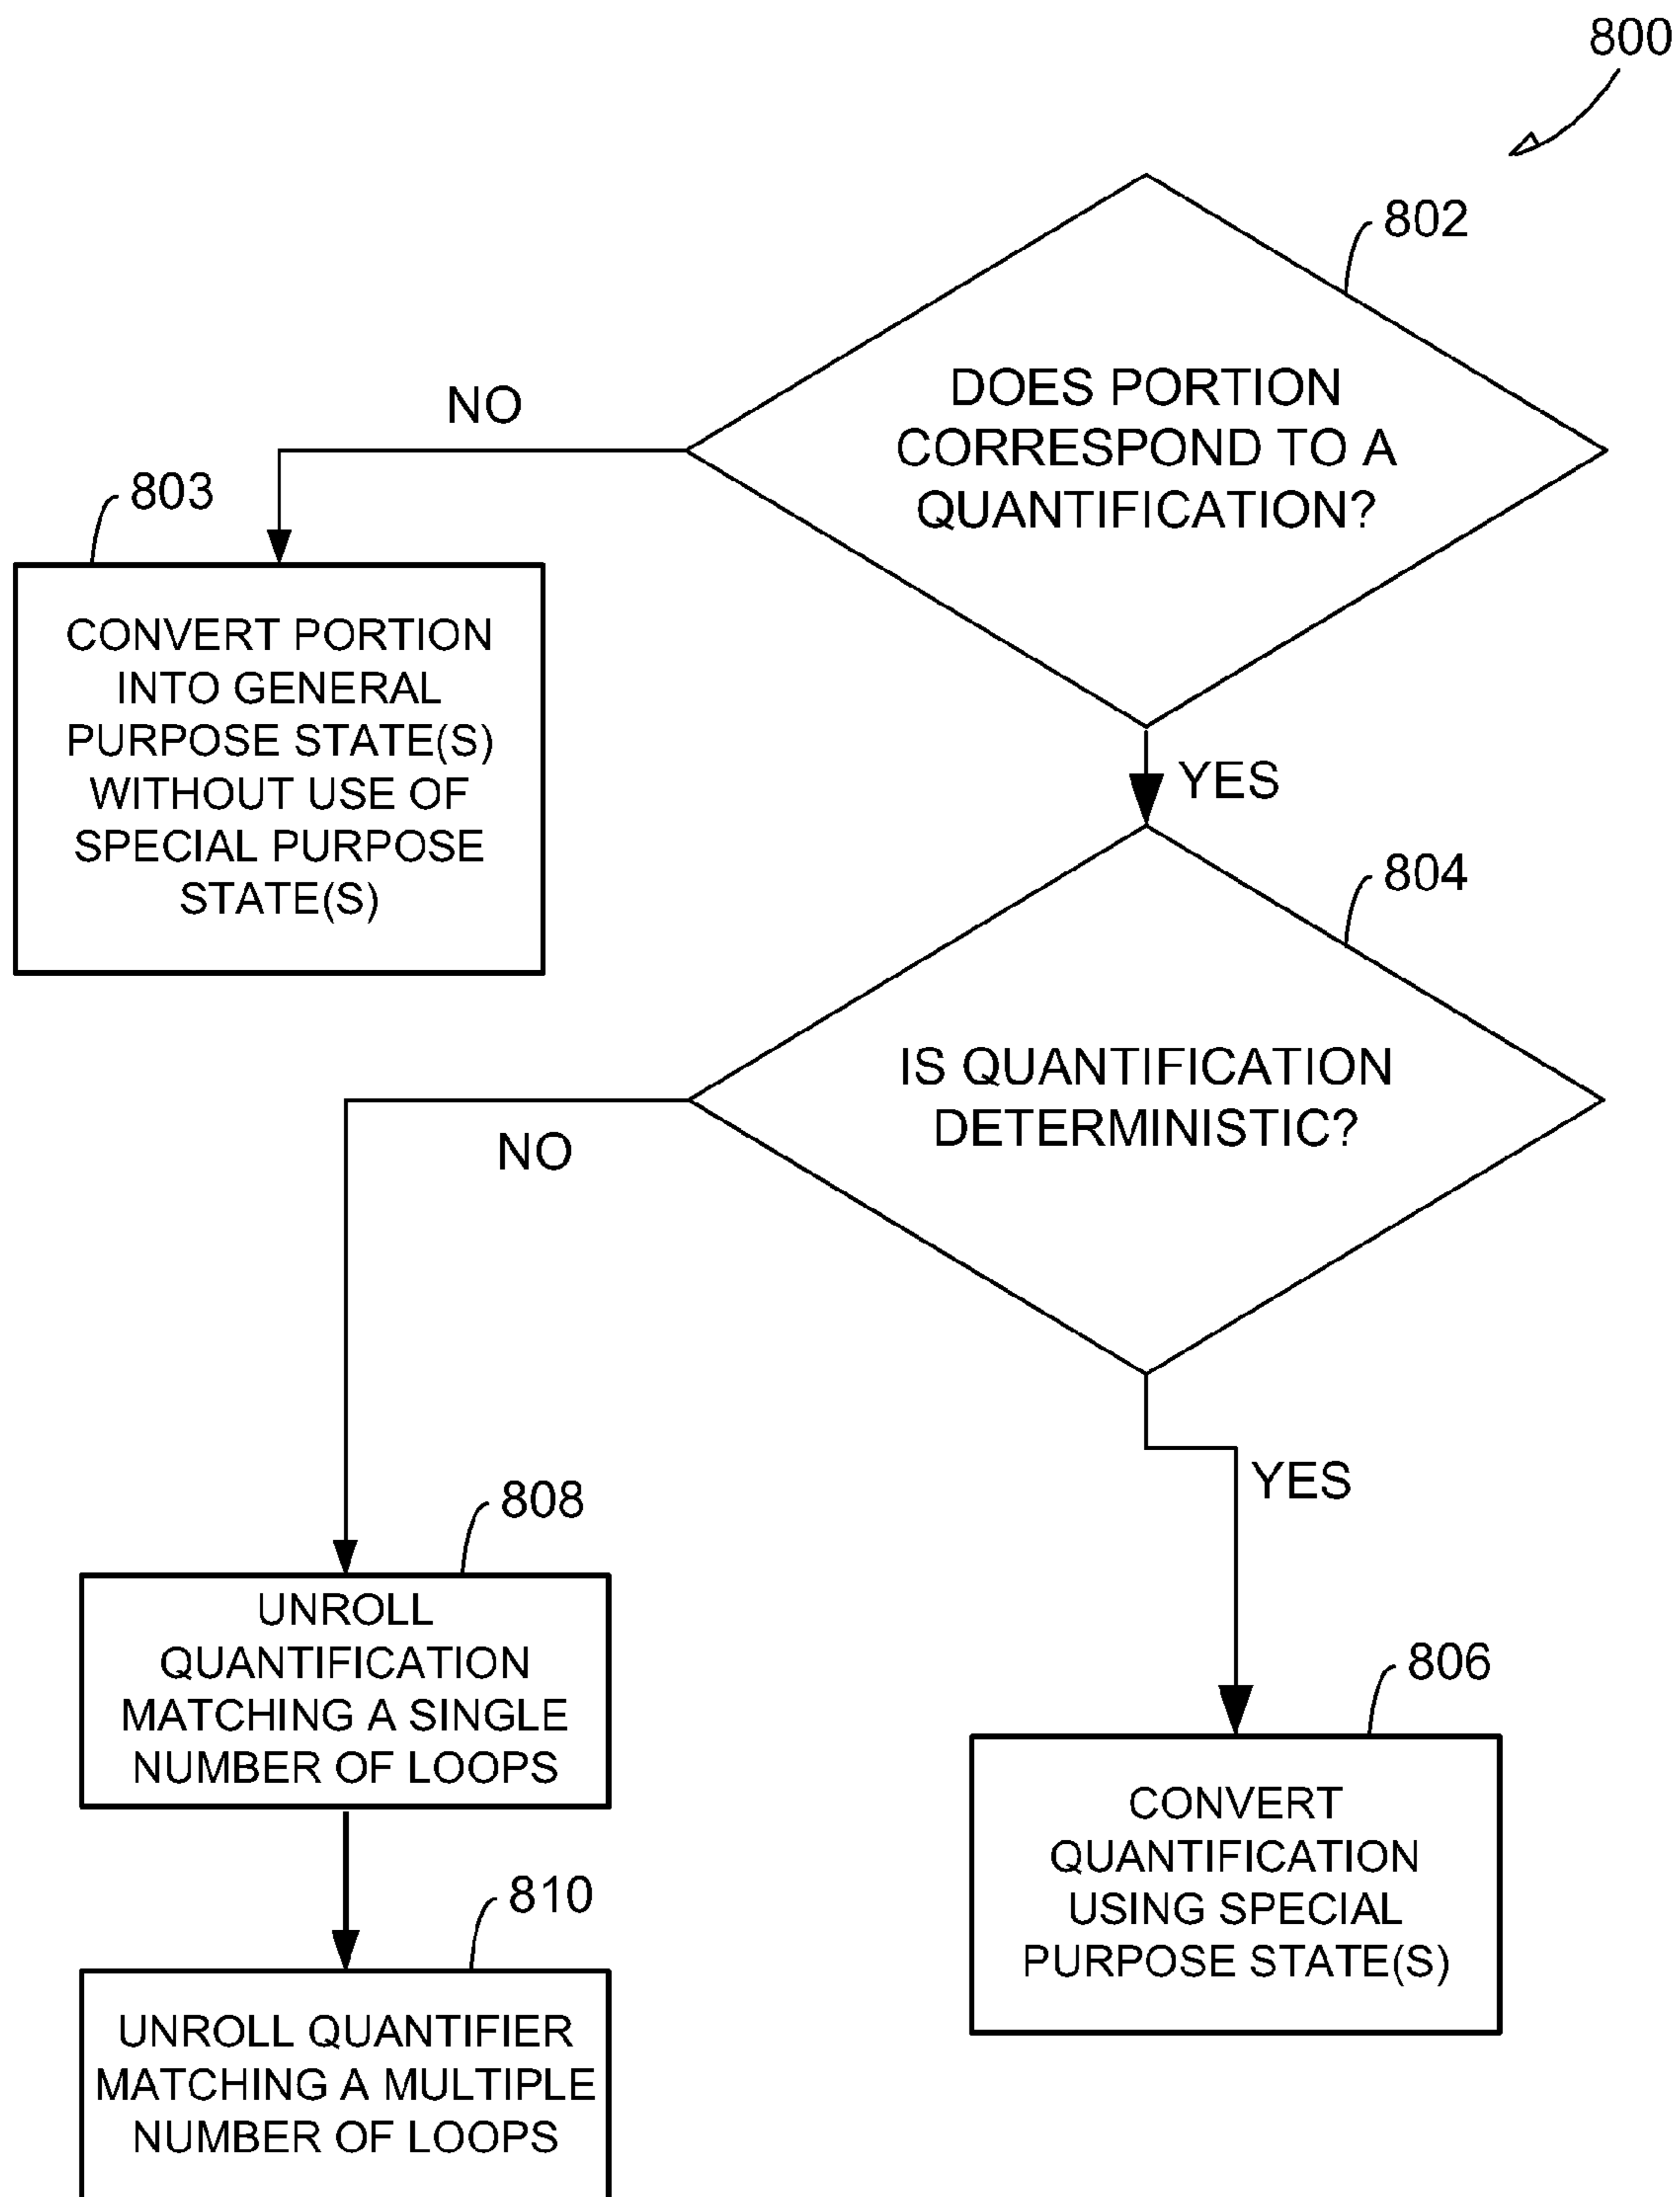 800
802
DOES PORTION
CORRESPOND TO A
QUANTIFICATION?
NO
803
CONVERT PORTION
INTO GENERAL
PURPOSE STATE(S)
WITHOUT USE OF
SPECIAL PURPOSE
STATE(S)
YES
804
IS QUANTIFICATION
DETERMINISTIC?
NO
YES
808
UNROLL
QUANTIFICATION
MATCHING A SINGLE
NUMBER OF LOOPS
806
CONVERT
QUANTIFICATION
USING SPECIAL
PURPOSE STATE(S)
810
UNROLL QUANTIFIER
MATCHING A MULTIPLE
NUMBER OF LOOPS